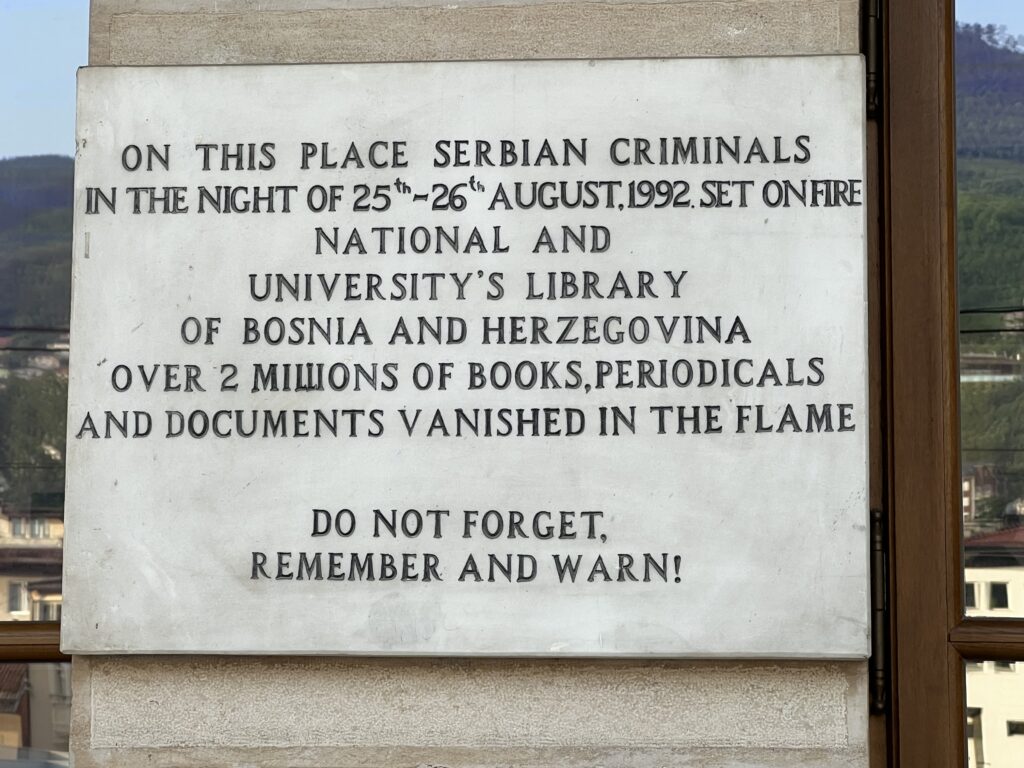 ON THIS PLACE SERBIAN CRIMINALS
IN THE NIGHT OF 25th-26th AUGUST,1992. SET ON FIRE
NATIONAL AND
UNIVERSITY'S LIBRARY
OF BOSNIA AND HERZEGOVINA
OVER 2 MILLIONS OF BOOKS,PERIODICALS
AND DOCUMENTS VANISHED IN THE FLAME
DO NOT FORGET,
REMEMBER AND WARN!